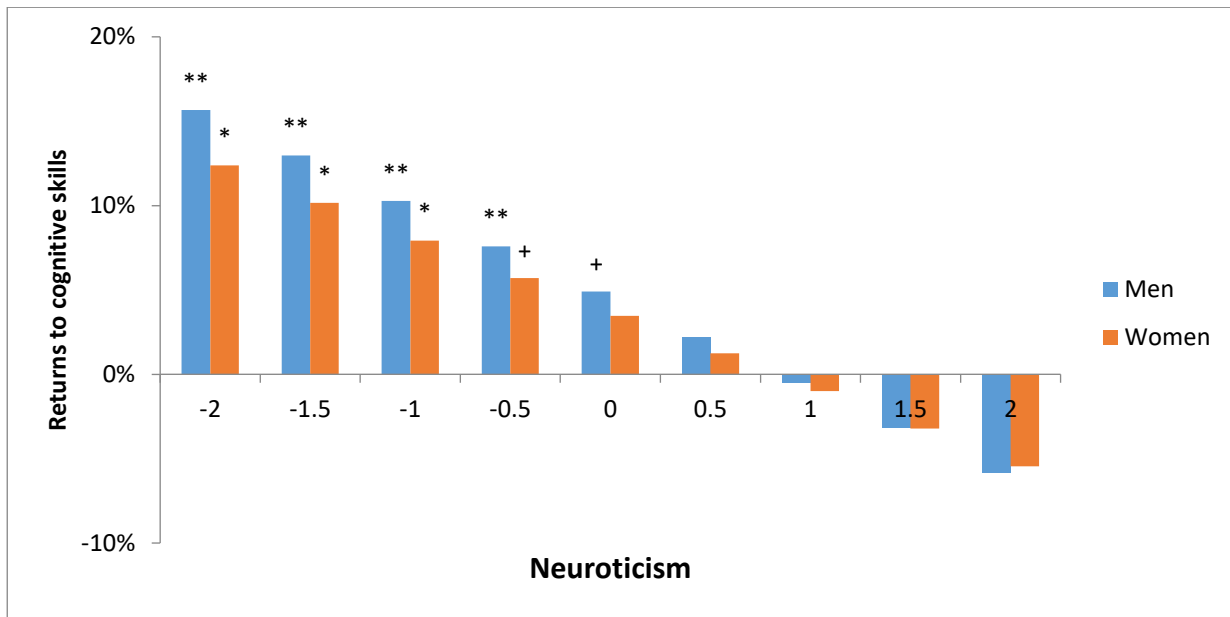 20%
**
*
**
*
**
*
10%
**
+
+
Returns to cognitive skills
Men
Women
0%
-2 -1.5 -1 -0.5 0 0.5 1 1.5 2
-10%
Neuroticism